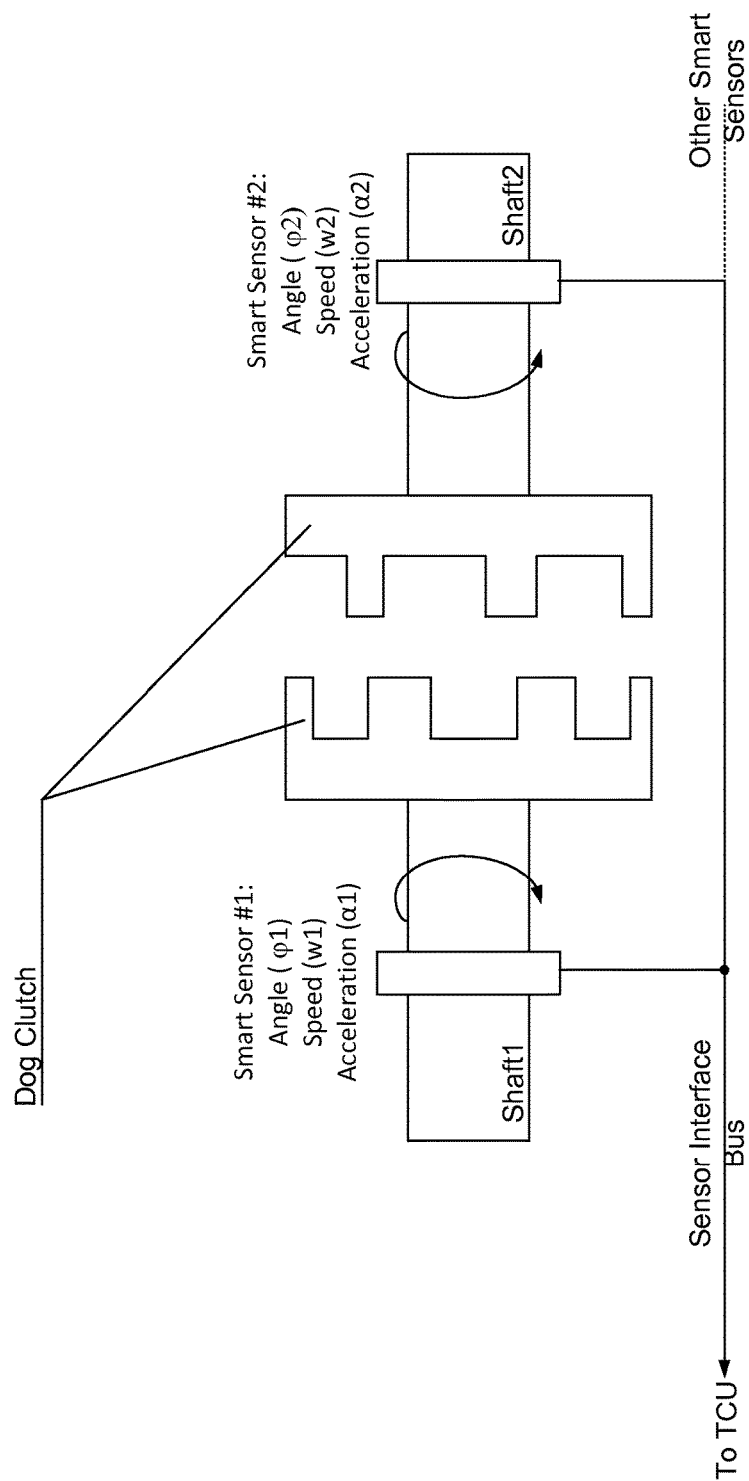 Dog Clutch
Smart Sensor #1:
Angle ( φ1)
Speed (w1)
Acceleration (α1)
Smart Sensor #2:
Angle ( φ2)
Speed (w2)
Acceleration (α2)
Shaft1
Shaft2
To TCU
Sensor Interface
Bus
Other Smart
Sensors